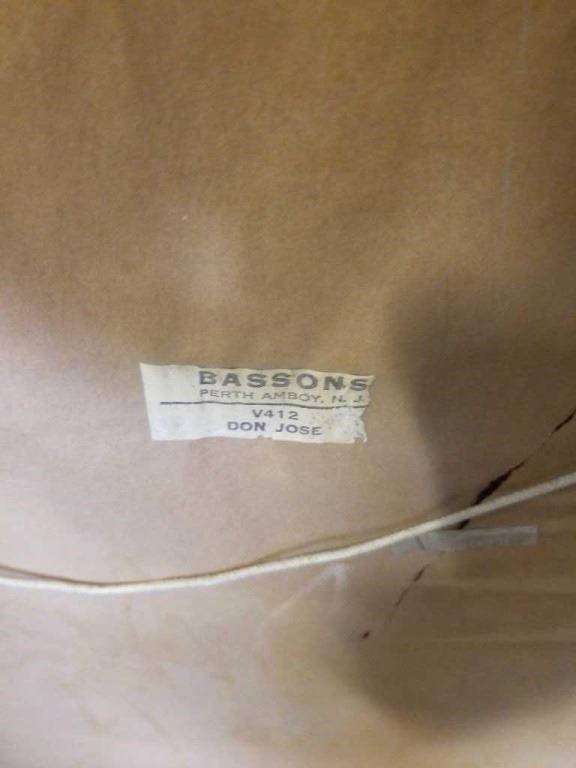 BASSONS
PERTH AMBOY, N. J.
V412
DON JOSE